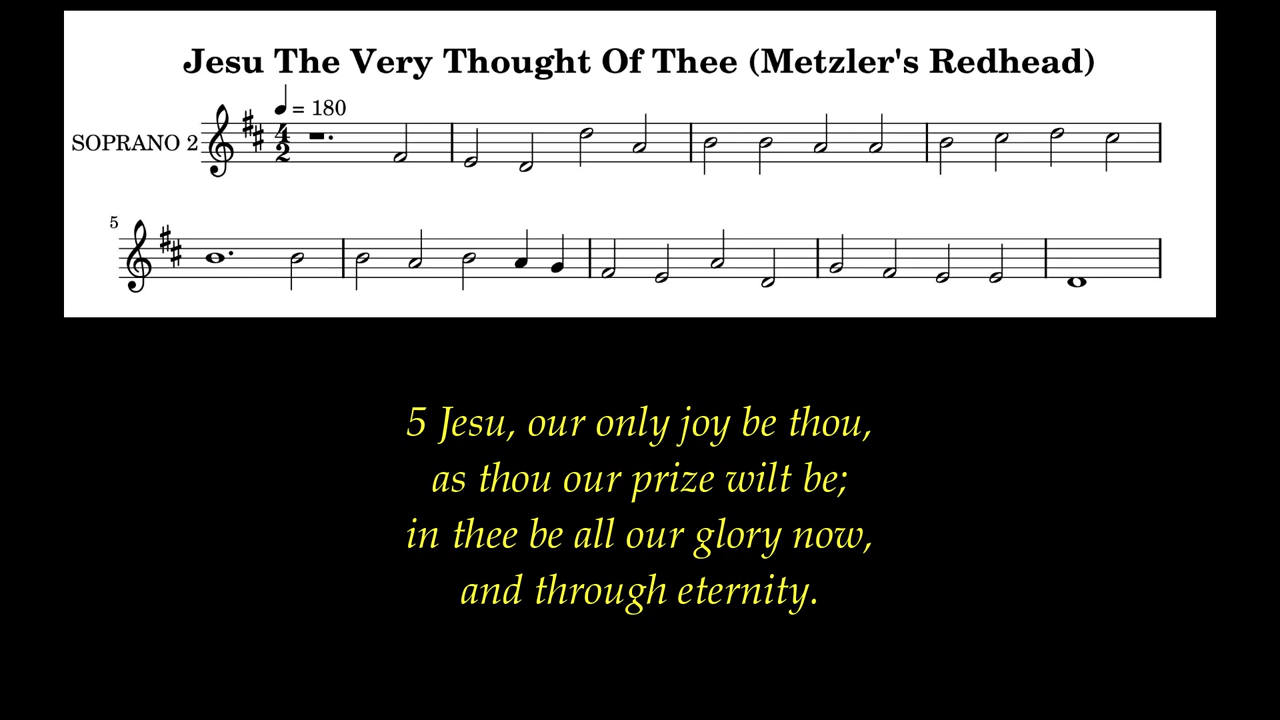 Jesu The Very Thought Of Thee (Metzler's Redhead)
= 180
SOPRANO 2
4
2
5
5 Jesu, our only joy be thou,
as thou our prize wilt be;
in thee be all our glory now,
and through eternity.